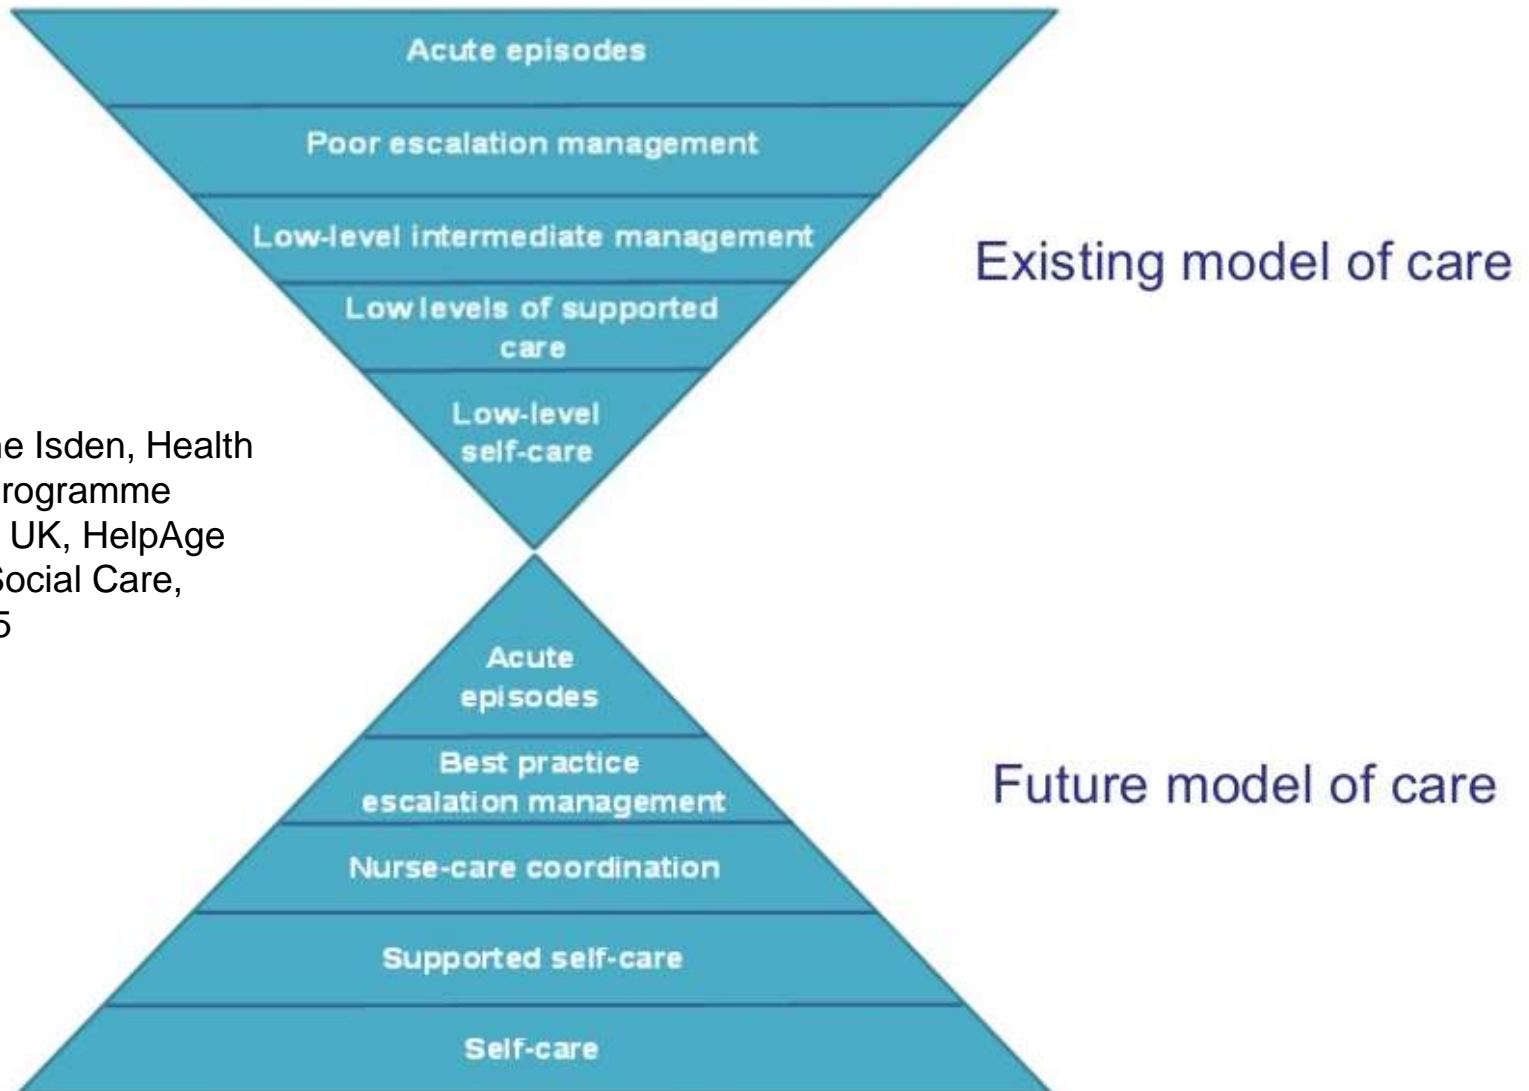 Acute episodes
Poor escalation management
Low-level intermediate management
Low levels of supported
care
Low-level
self-care
Existing model of care
Isden, Health
rogramme
UK, HelpAge
Social Care,
5
Acute
episodes
Best practice
escalation management
Nurse-care coordination
Supported self-care
Self-care
Future model of care